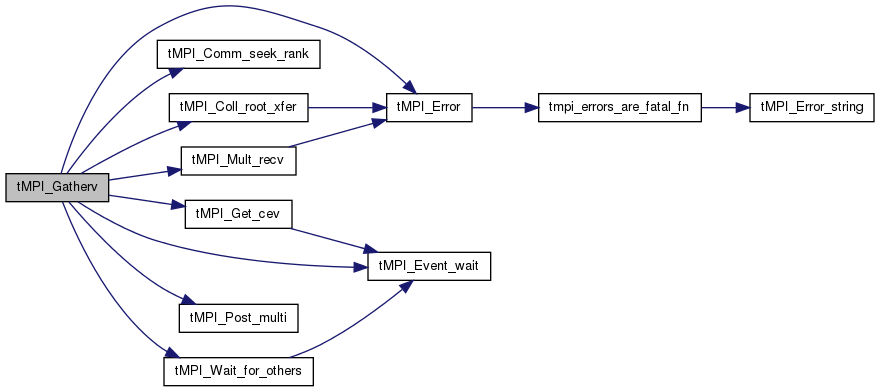 tMPI_Gatherv
tMPI_Comm_seek_rank
tMPI_Coll_root_xfer
tMPI_Mult_recv
tMPI_Get_cev
tMPI_Post_multi
tMPI_Wait_for_others
tMPI_Error
tMPI_Event_wait
tmpi_errors_are_fatal_fn
tMPI_Error_string